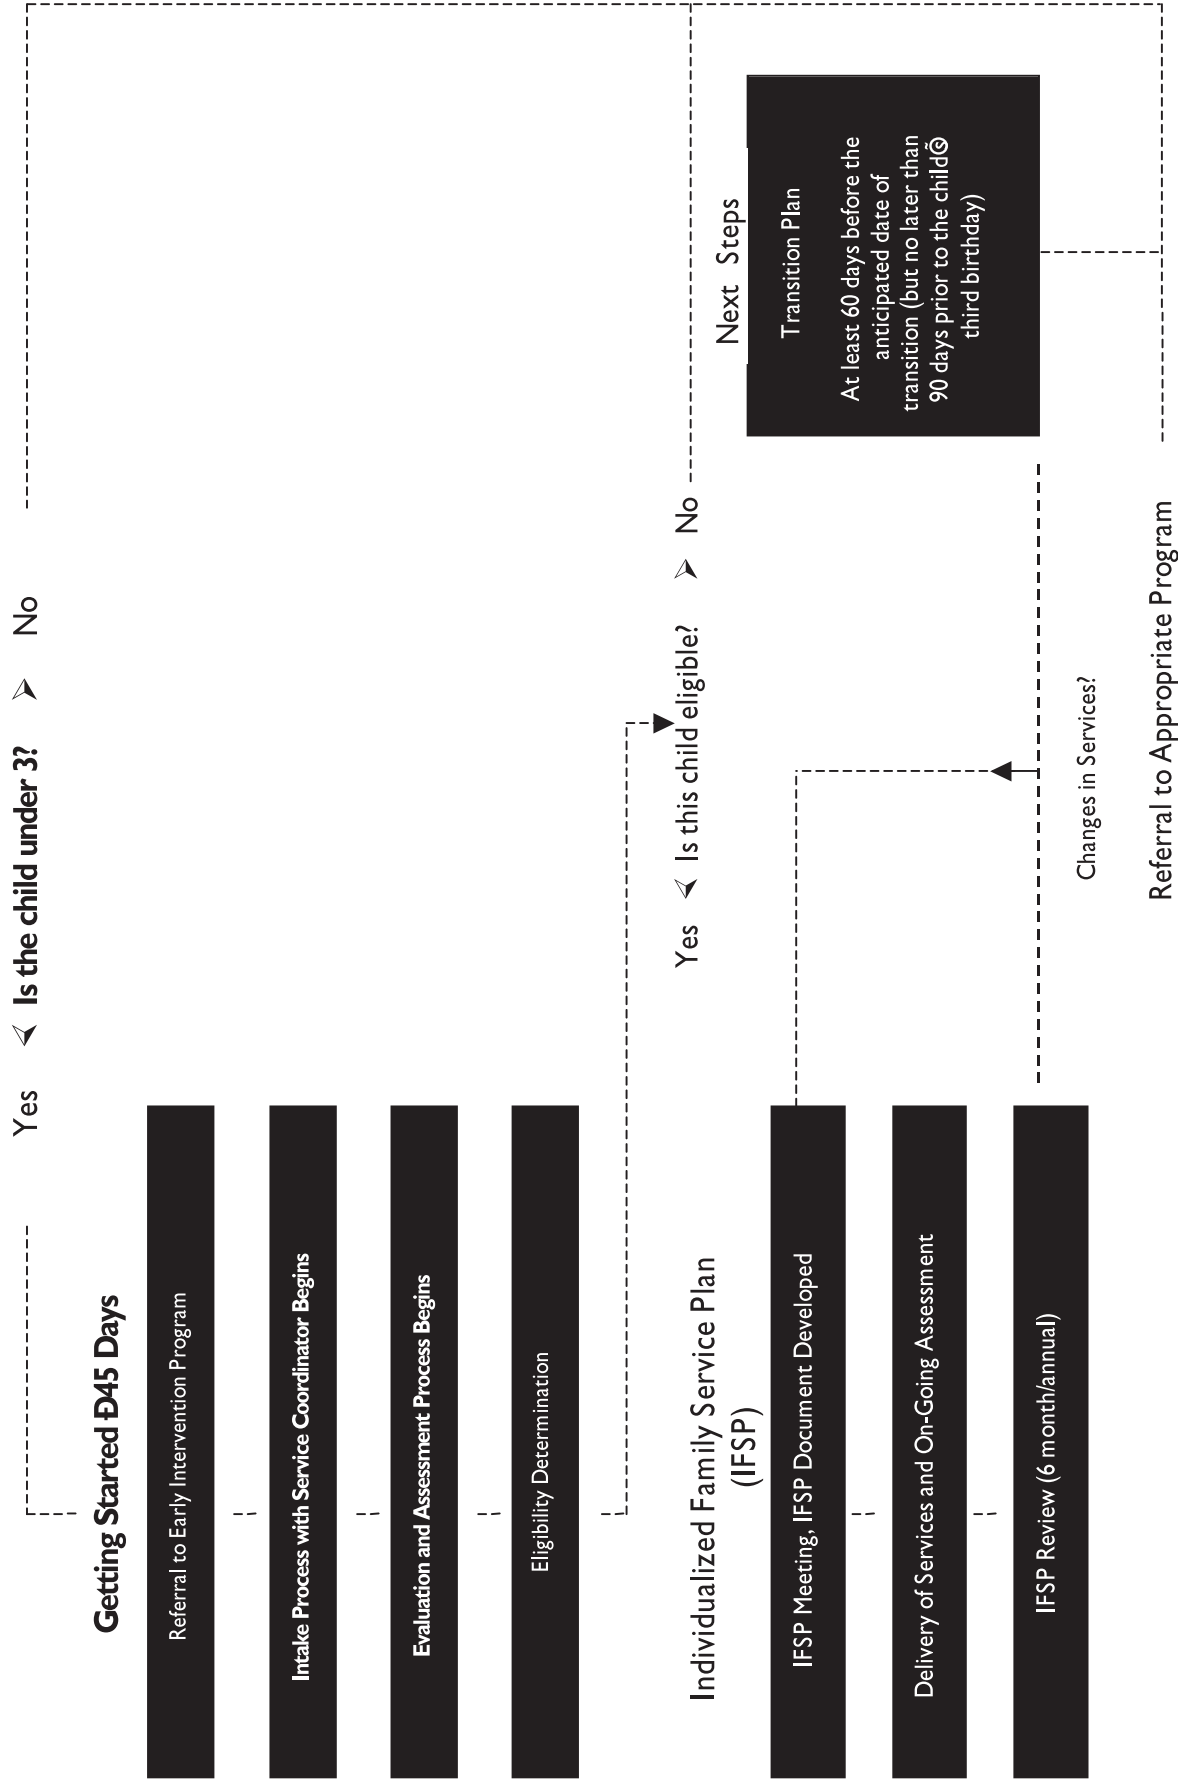 Yes ⮜ Is the child under 3? ⮞ No
Getting Started Ð45 Days
Referral to Early Intervention Program
Intake Process with Service Coordinator Begins
Evaluation and Assessment Process Begins
Eligibility Determination
Yes ⮜ Is this child eligible? ⮞ No
Individualized Family Service Plan
(IFSP)
IFSP Meeting, IFSP Document Developed
Delivery of Services and On-Going Assessment
IFSP Review (6 month/annual)
Next Steps
Transition Plan
At least 60 days before the
anticipated date of
transition (but no later than
90 days prior to the childÕs
third birthday)
Changes in Services?
Referral to Appropriate Program